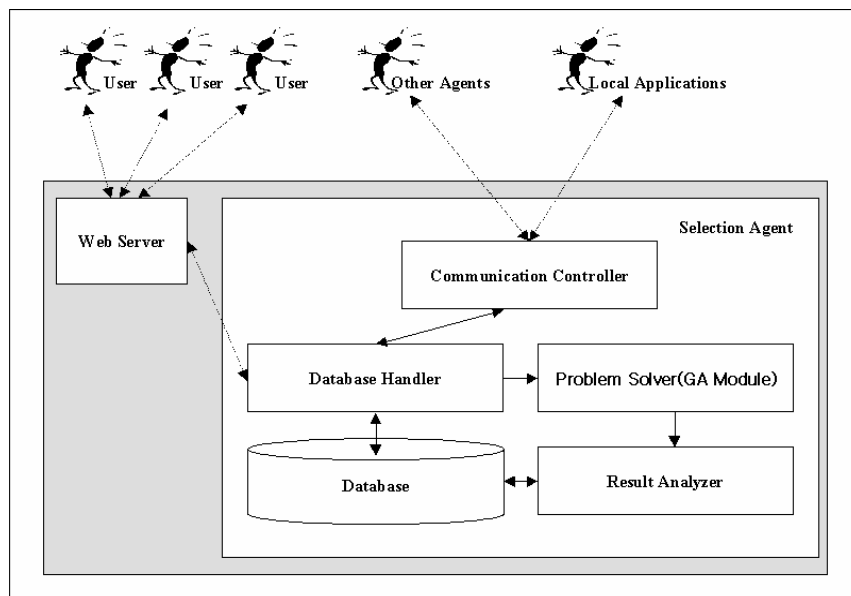 User
User
User
Other Agents
Local Applications
Web Server
Selection Agent
Communication Controller
Database Handler
Problem Solver(GA Module)
Database
Result Analyzer